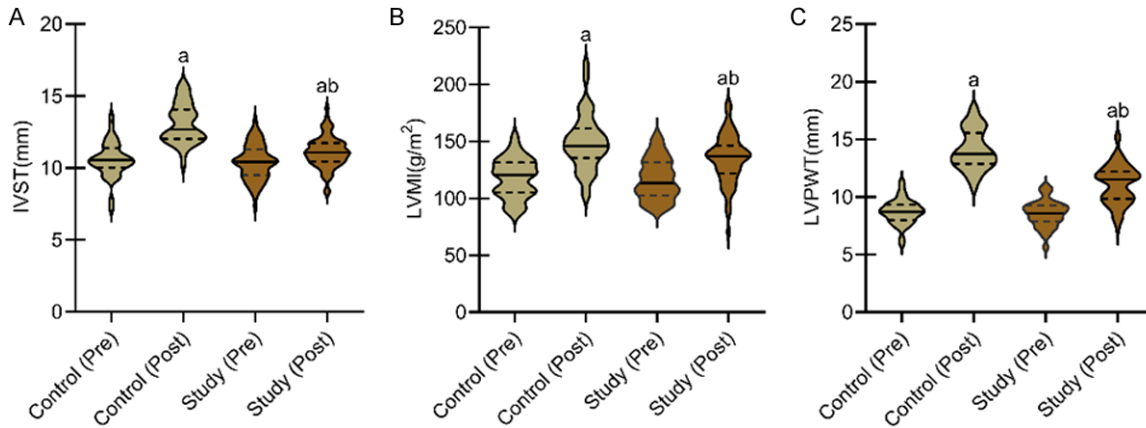 A
IVST(mm)
20
15
10
5
0
a
ab
Control (Pre)
Control (Post)
Study (Pre)
Study (Post)
B
LVMI(g/m²)
250
200
150
100
50
0
a
ab
Control (Pre)
Control (Post)
Study (Pre)
Study (Post)
C
LVPWT(mm)
25
20
15
10
5
0
a
ab
Control (Pre)
Control (Post)
Study (Pre)
Study (Post)